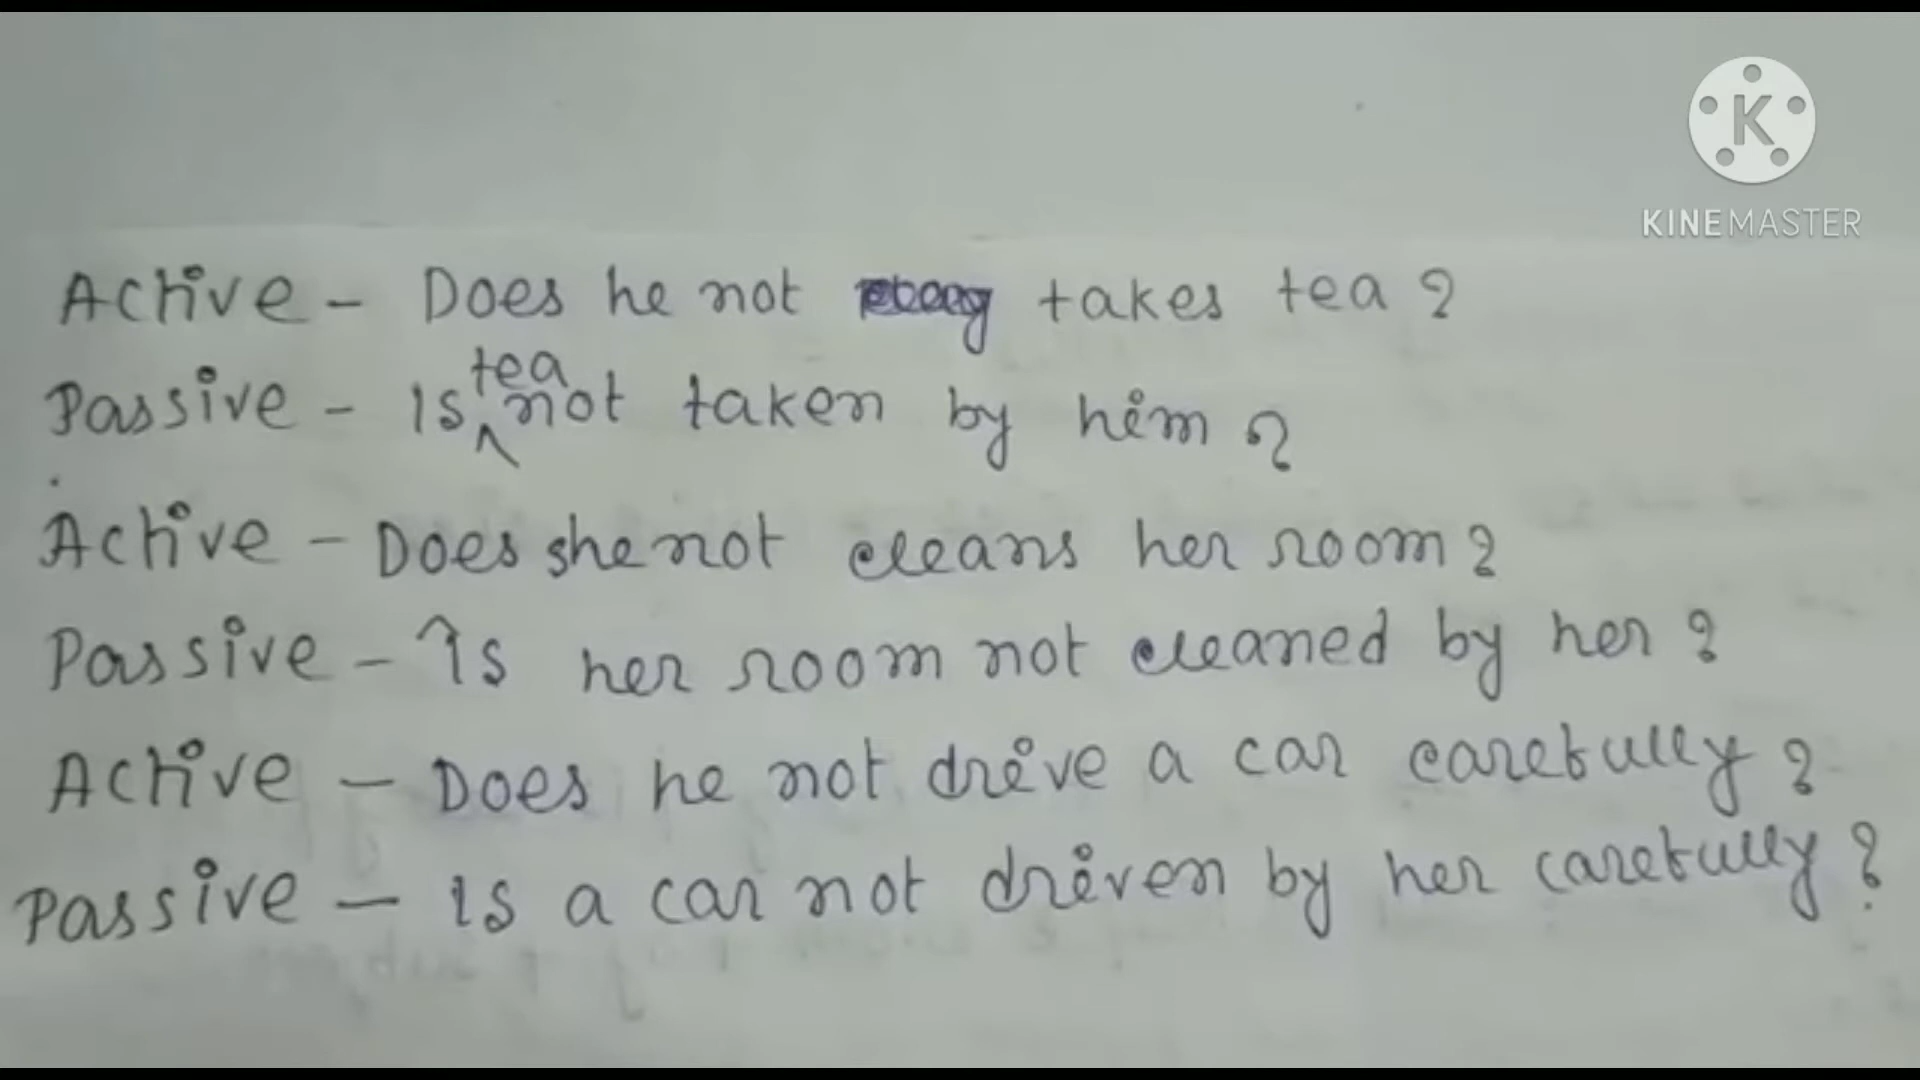 K
KINEMASTER
Active - Does he not takes tea?
Passive - Is tea not taken by him?
Active - Does she not cleans her room?
Passive - Is her room not cleaned by her?
Active - Does he not drive a car carefully?
Passive - Is a car not driven by her carefully?